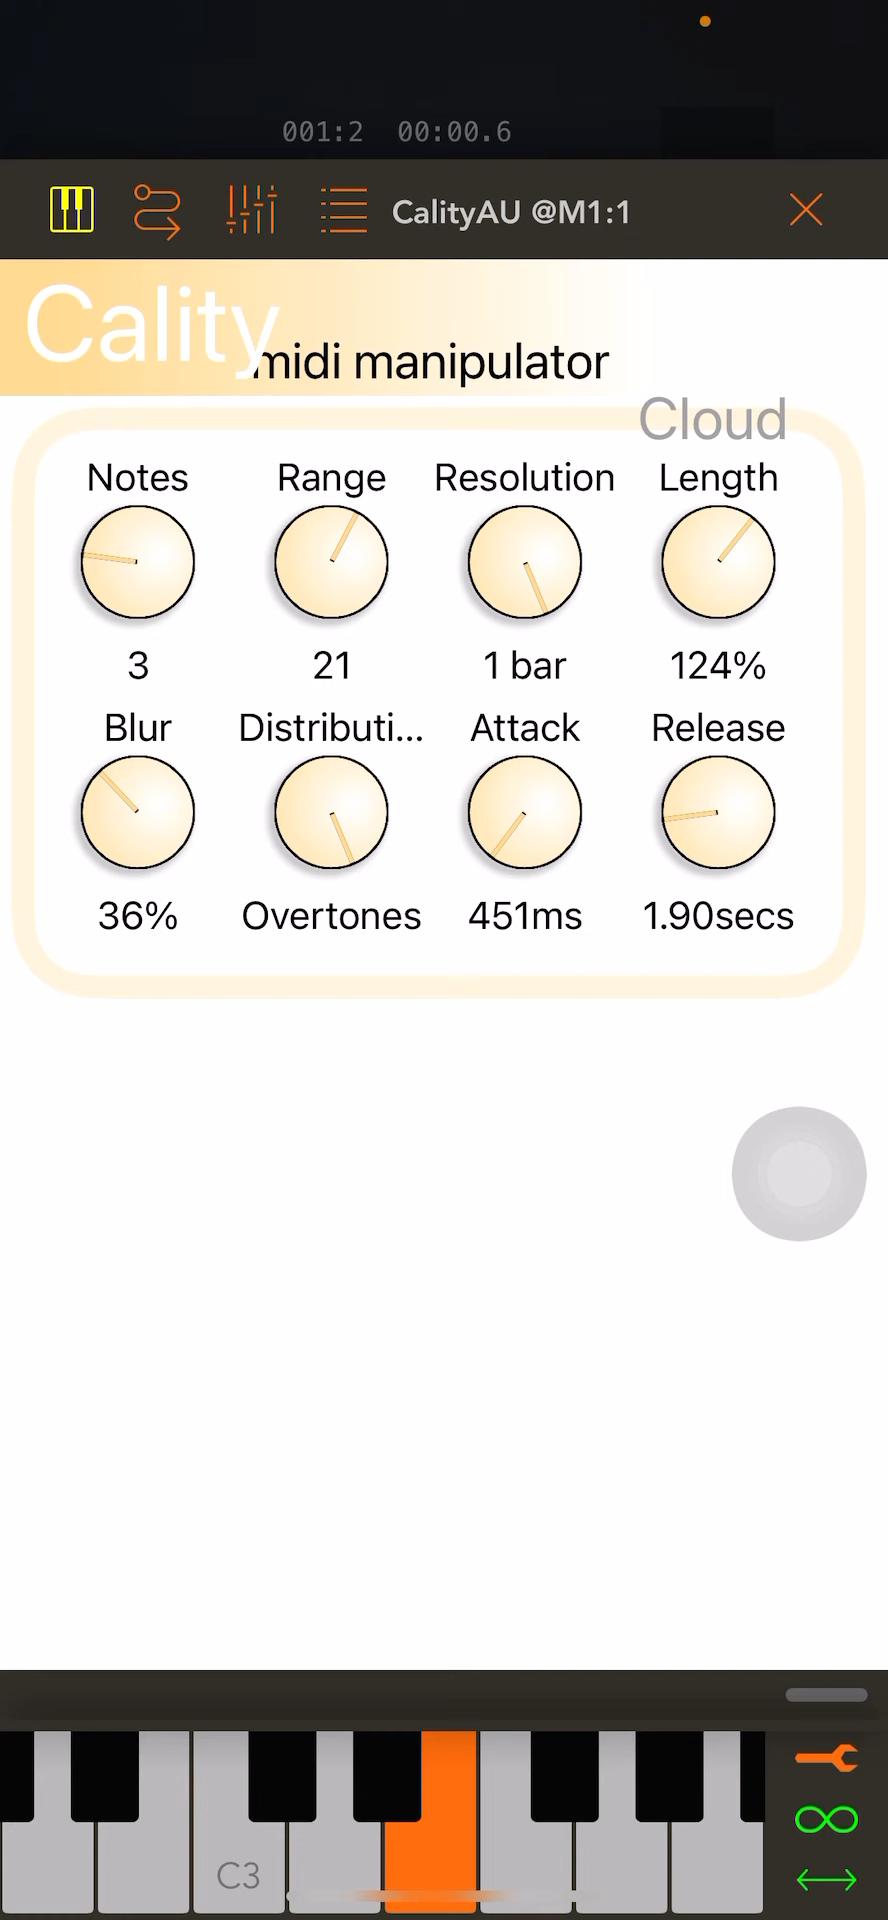 001:2 00:00.6
CalityAU @M1:1
Cality
midi manipulator
Cloud
Notes Range Resolution Length
3 21 1 bar 124%
Blur Distributi... Attack Release
36% Overtones 451ms 1.90secs
C3